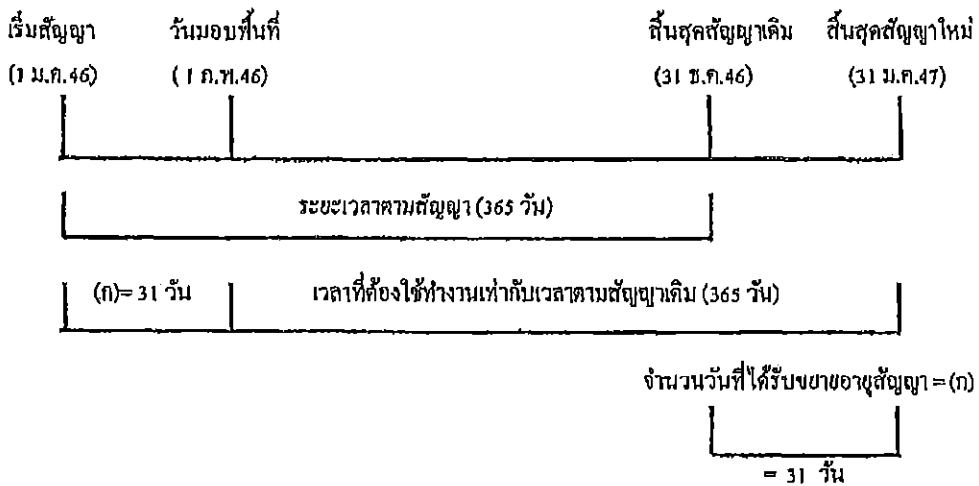 เริ่มสัญญา วันมอบพื้นที่ สิ้นสุดสัญญาเดิม สิ้นสุดสัญญาใหม่
(1 ม.ค.46) (1 ก.พ.46) (31 ธ.ค.46) (31 ม.ค.47)
ระยะเวลาตามสัญญา (365 วัน)
(ก)= 31 วัน เวลาที่ต้องใช้ทำงานเท่ากับเวลาตามสัญญาเดิม (365 วัน)
จำนวนวันที่ได้รับขยายอายุสัญญา = (ก)
= 31 วัน